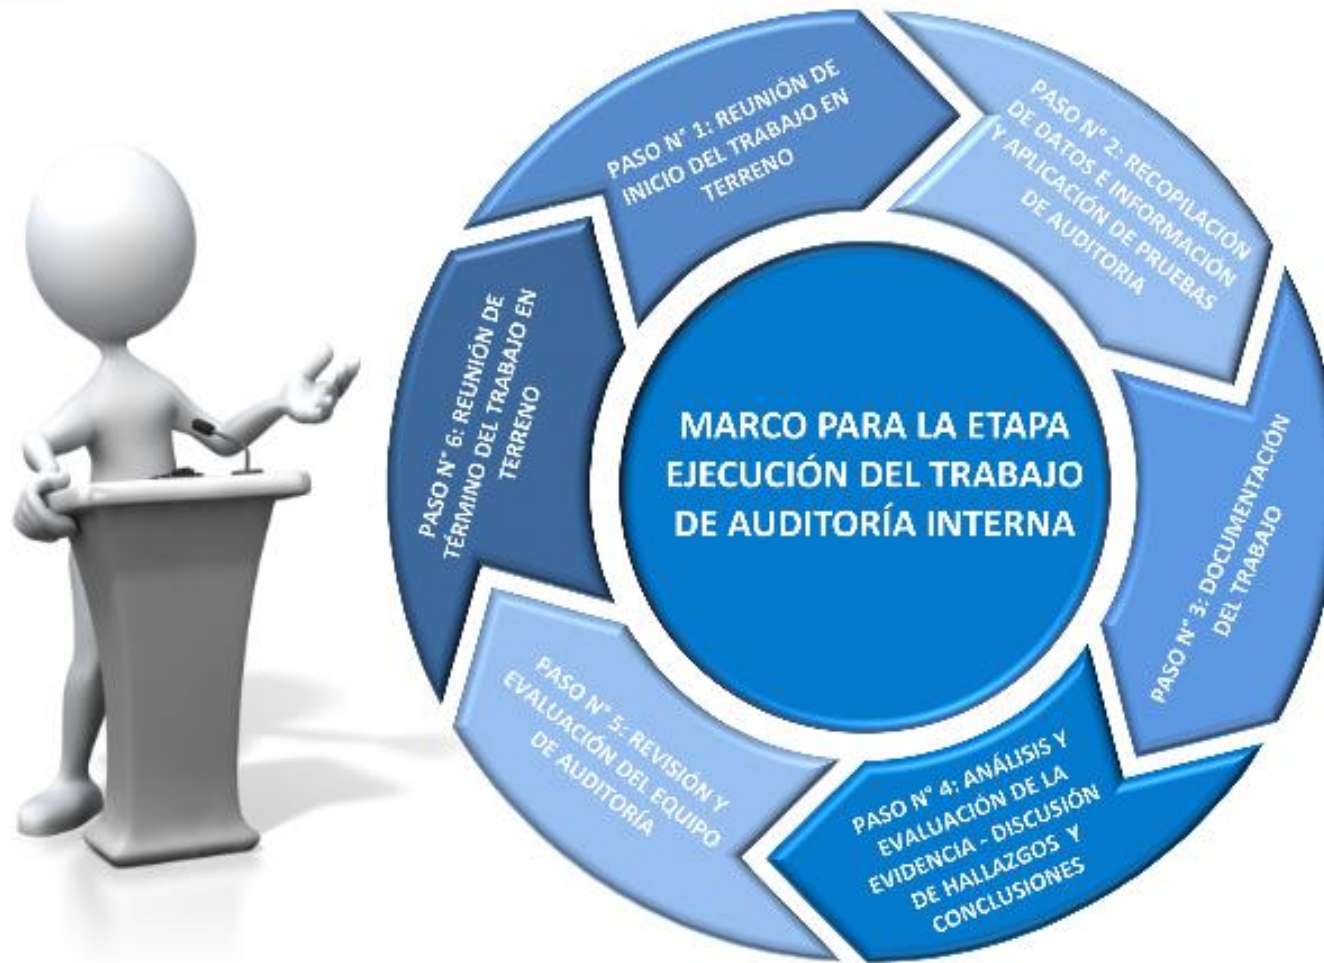 PASO N° 1: REUNIÓN DE
INICIO DEL TRABAJO EN
TERRENO
PASO N° 2: RECOPILACIÓN
DE DATOS E INFORMACIÓN
Y APLICACIÓN DE PRUEBAS
DE AUDITORIA
PASO N° 3: DOCUMENTACIÓN
DEL TRABAJO
PASO N° 4: ANÁLISIS Y
EVALUACIÓN DE LA
EVIDENCIA - DISCUSIÓN
DE HALLAZGOS Y
CONCLUSIONES
PASO N° 5: REVISIÓN Y
EVALUACIÓN DEL EQUIPO
DE AUDITORÍA
PASO N° 6: REUNIÓN DE
TÉRMINO DEL TRABAJO EN
TERRENO
MARCO PARA LA ETAPA
EJECUCIÓN DEL TRABAJO
DE AUDITORÍA INTERNA